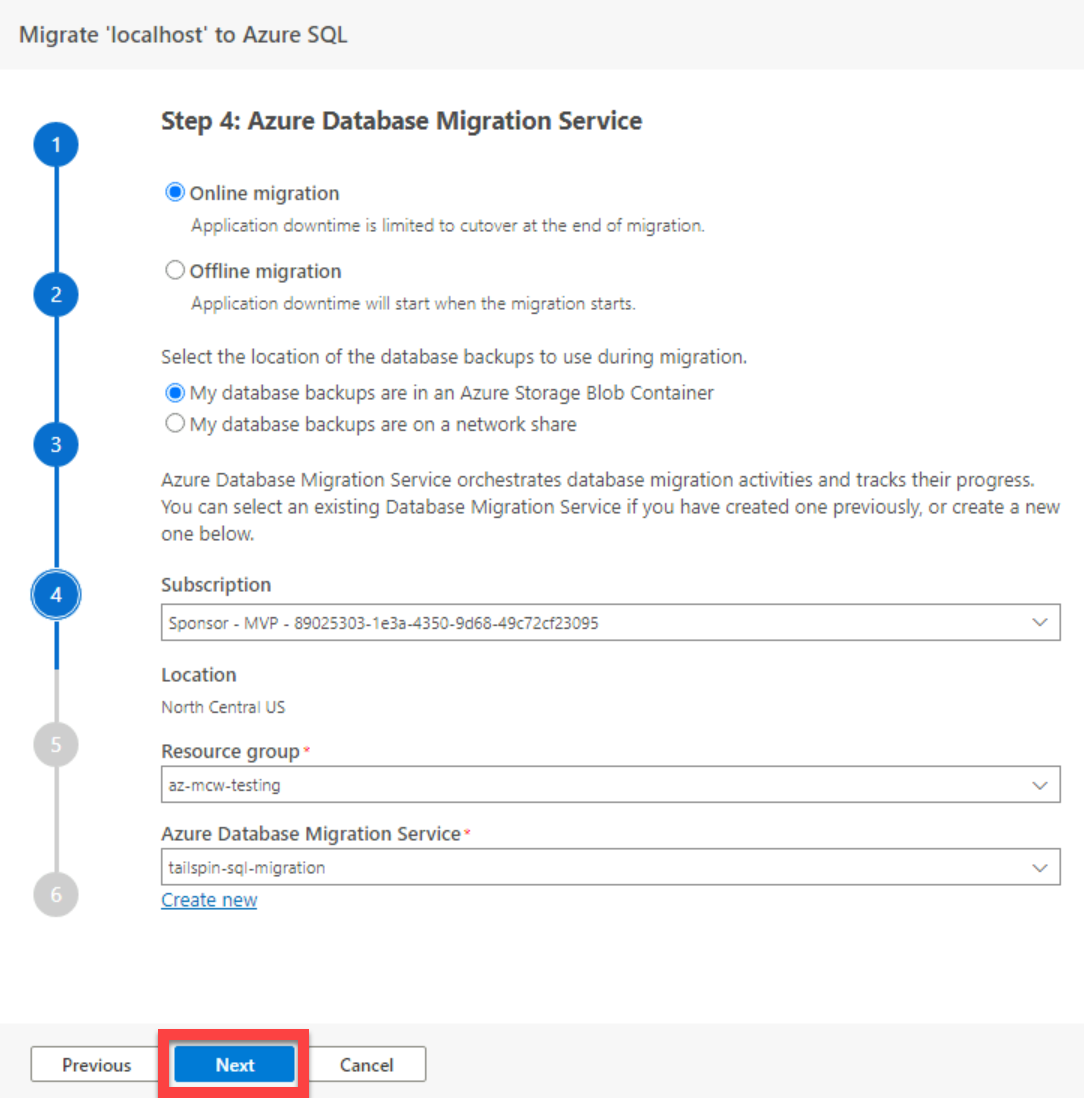 Migrate 'localhost' to Azure SQL
Step 4: Azure Database Migration Service
1
Online migration
Application downtime is limited to cutover at the end of migration.
Offline migration
2
Application downtime will start when the migration starts.
Select the location of the database backups to use during migration.
My database backups are in an Azure Storage Blob Container
My database backups are on a network share
3
Azure Database Migration Service orchestrates database migration activities and tracks their progress.
You can select an existing Database Migration Service if you have created one previously, or create a new
one below.
Subscription
4
Sponsor - MVP - 89025303-1e3a-4350-9d68-49c72cf23095
Location
North Central US
5
Resource group *
az-mcw-testing
Azure Database Migration Service *
tailspin-sql-migration
6
Create new
Previous
Next
Cancel